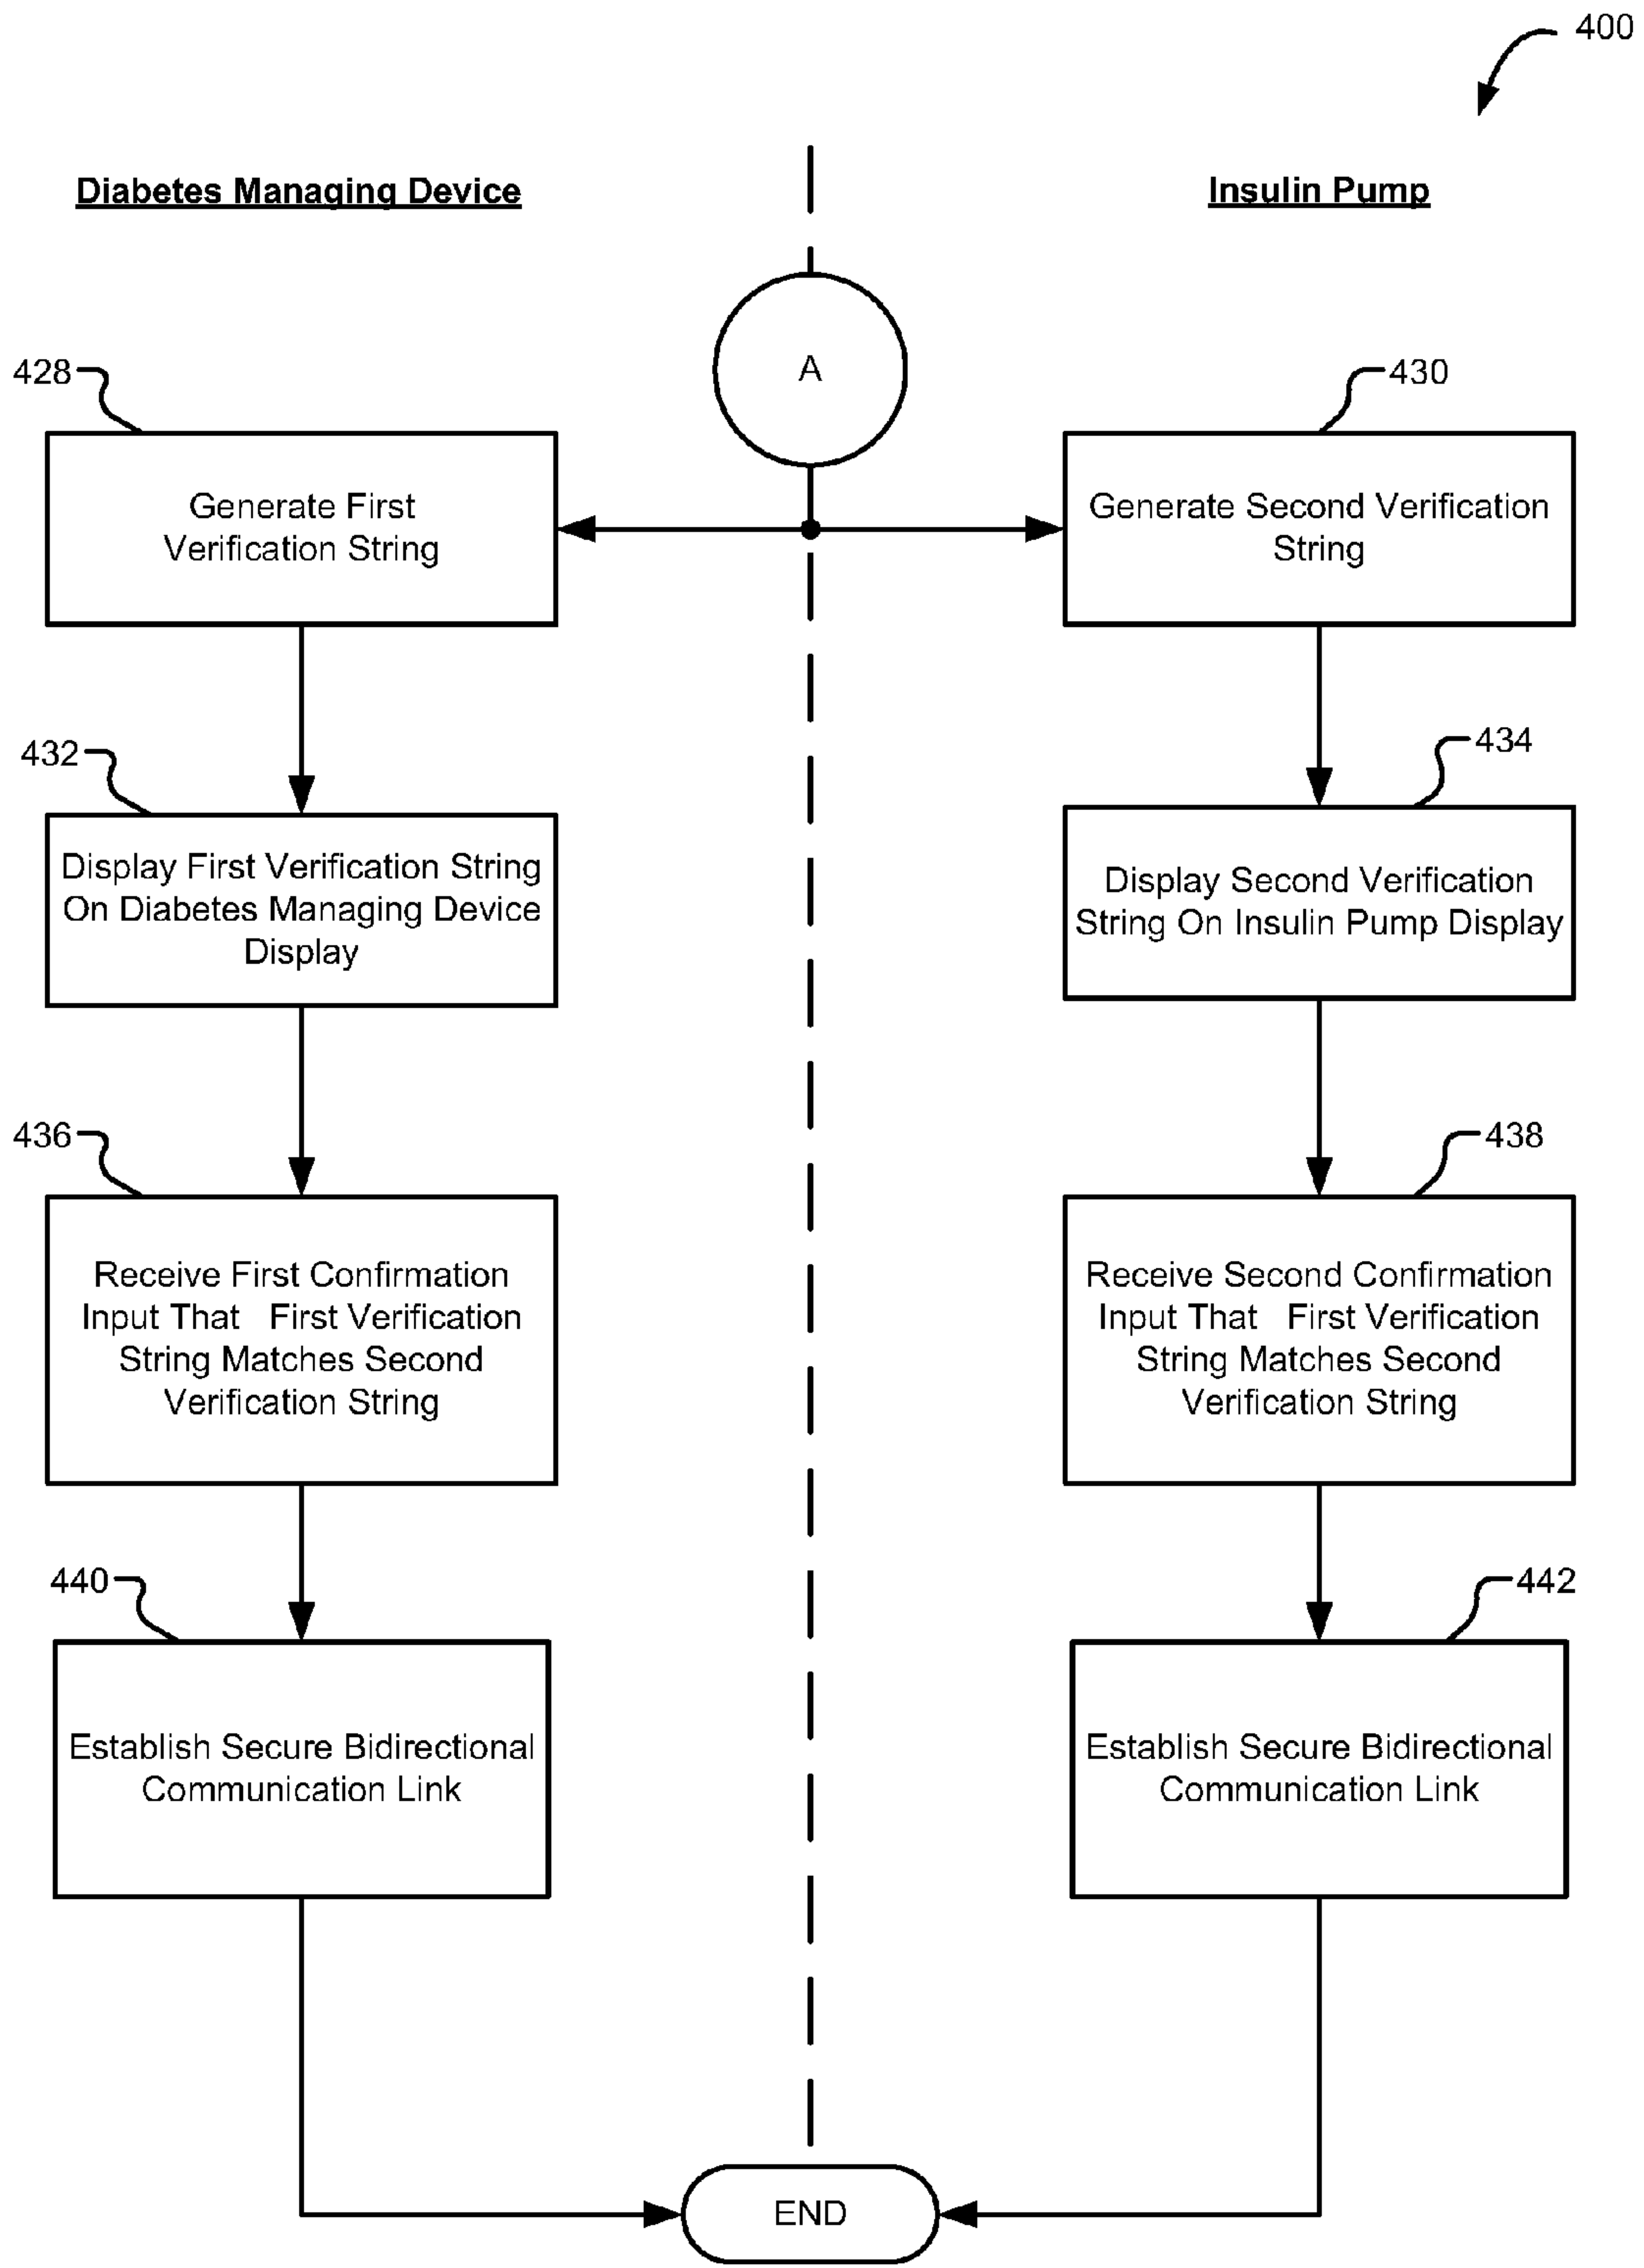 400
Diabetes Managing Device
Insulin Pump
A
428
430
Generate First
Verification String
Generate Second Verification
String
432
434
Display First Verification String
On Diabetes Managing Device
Display
Display Second Verification
String On Insulin Pump Display
436
438
Receive First Confirmation
Input That First Verification
String Matches Second
Verification String
Receive Second Confirmation
Input That First Verification
String Matches Second
Verification String
440
442
Establish Secure Bidirectional
Communication Link
Establish Secure Bidirectional
Communication Link
END